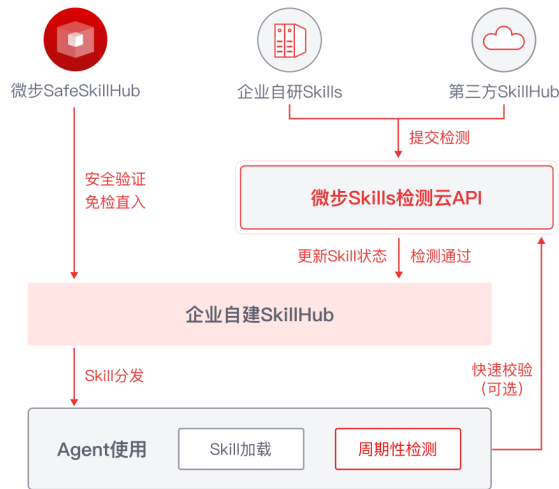 微步SafeSkillHub
企业自研Skills
第三方SkillHub
提交检测
安全验证
免检直入
微步Skills检测云API
更新Skill状态
检测通过
企业自建SkillHub
Skill分发
快速校验
（可选）
Agent使用
Skill加载
周期性检测